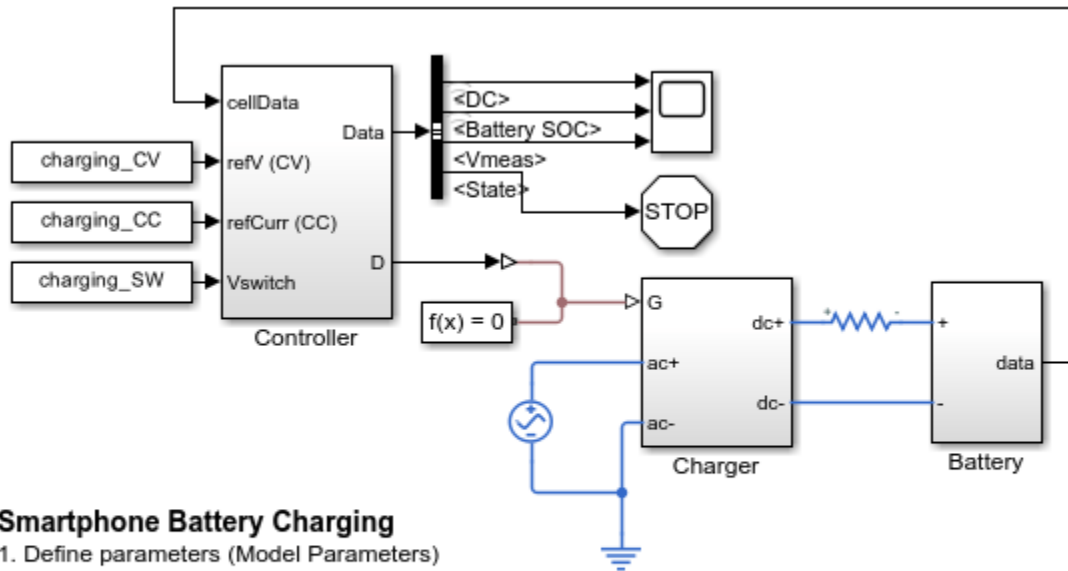 cellData
Data
<DC>
<Battery SOC>
<Vmeas>
<State>
charging_CV
refV (CV)
charging_CC
refCurr (CC)
STOP
charging_SW
Vswitch
D
Controller
f(x) = 0
G
dc+
+
ac+
data
dc-
-
ac-
Charger
Battery
+
-
+
-
Smartphone Battery Charging
1. Define parameters (Model Parameters)